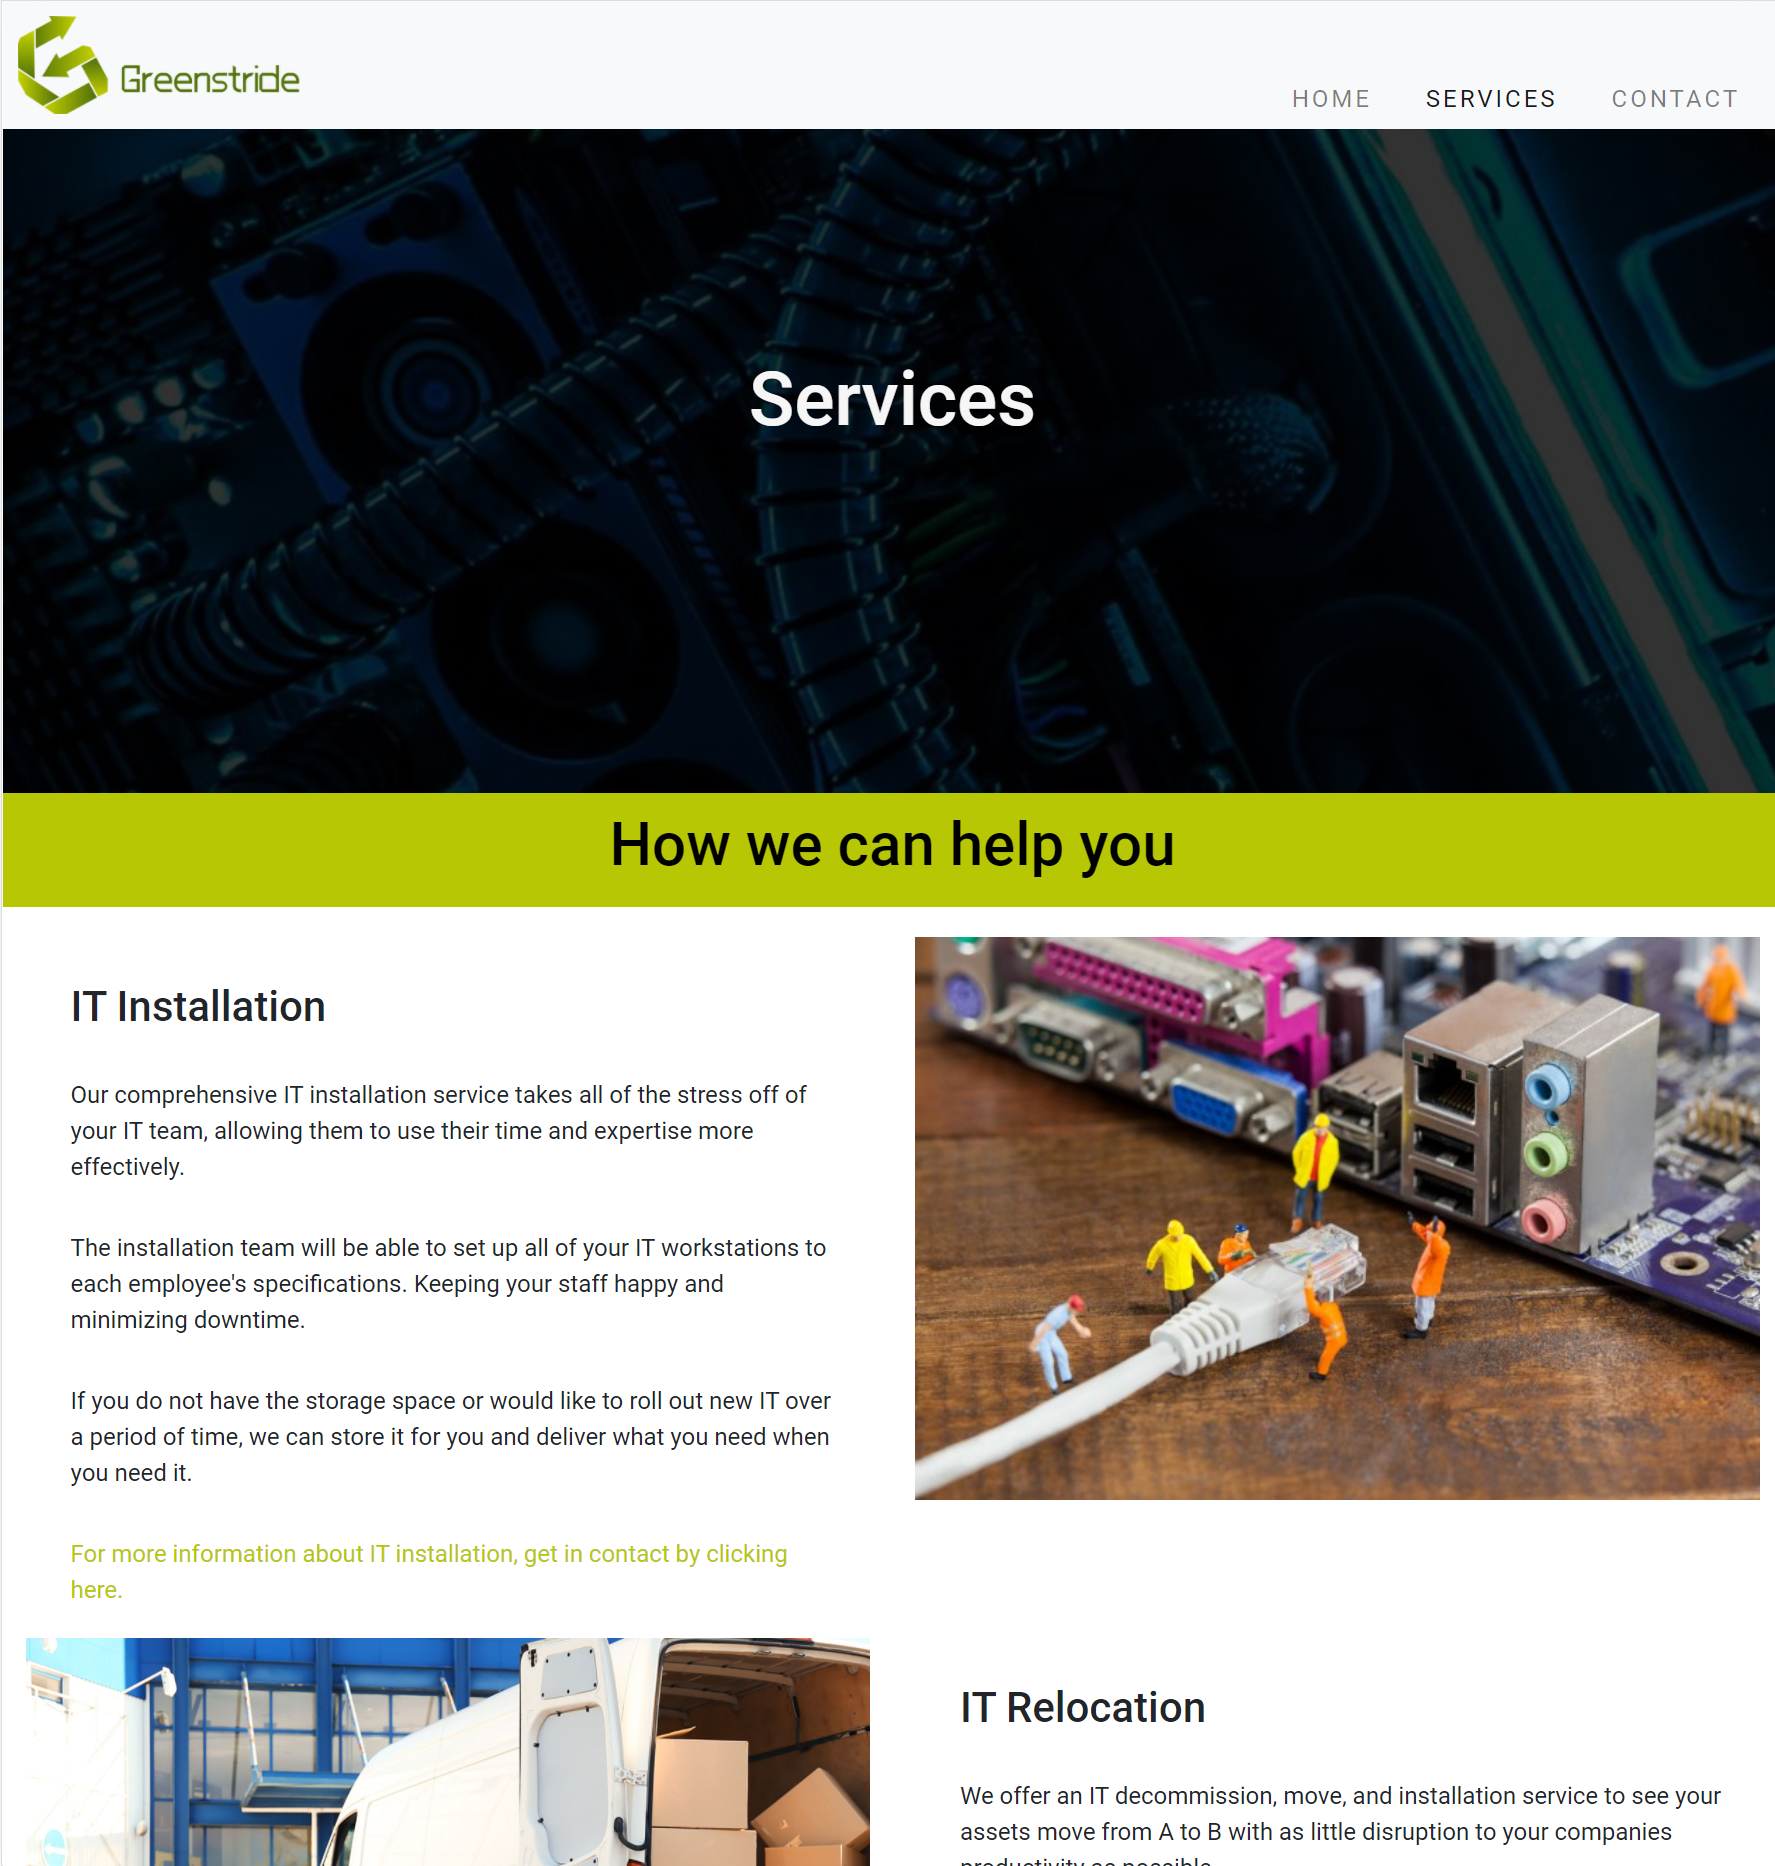 Greenstride
HOME SERVICES CONTACT
Services
How we can help you
IT Installation
Our comprehensive IT installation service takes all of the stress off of
your IT team, allowing them to use their time and expertise more
effectively.
The installation team will be able to set up all of your IT workstations to
each employee's specifications. Keeping your staff happy and
minimizing downtime.
If you do not have the storage space or would like to roll out new IT over
a period of time, we can store it for you and deliver what you need when
you need it.
For more information about IT installation, get in contact by clicking
here.
IT Relocation
We offer an IT decommission, move, and installation service to see your
assets move from A to B with as little disruption to your companies
productivity as possible.